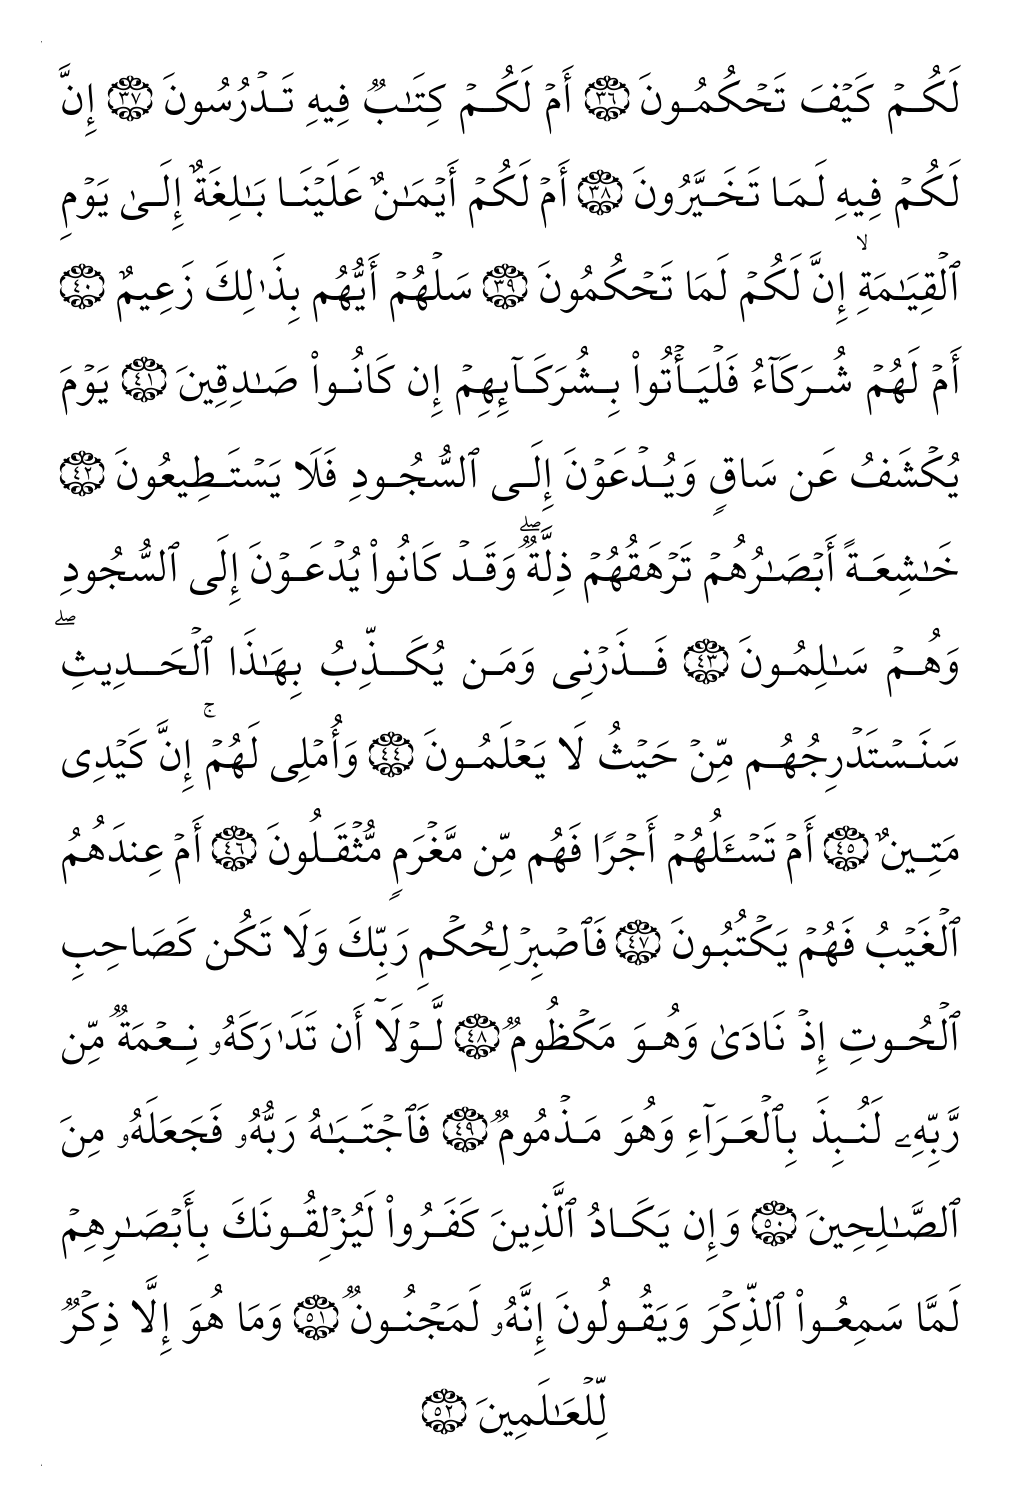 لَكُمۡ كَيۡفَ تَحۡكُمُونَ ٣٦ أَمۡ لَكُمۡ كِتَٰبٞ فِيهِ تَدۡرُسُونَ ٣٧ إِنَّ
لَكُمۡ فِيهِ لَمَا تَخَيَّرُونَ ٣٨ أَمۡ لَكُمۡ أَيۡمَٰنٌ عَلَيۡنَا بَٰلِغَةٌ إِلَىٰ يَوۡمِ
ٱلۡقِيَٰمَةِۙ إِنَّ لَكُمۡ لَمَا تَحۡكُمُونَ ٣٩ سَلۡهُمۡ أَيُّهُم بِذَٰلِكَ زَعِيمٌ ٤٠
أَمۡ لَهُمۡ شُرَكَآءُ فَلۡيَأۡتُواْ بِشُرَكَآئِهِمۡ إِن كَانُواْ صَٰدِقِينَ ٤١ يَوۡمَ
يُكۡشَفُ عَن سَاقٖ وَيُدۡعَوۡنَ إِلَى ٱلسُّجُودِ فَلَا يَسۡتَطِيعُونَ ٤٢
خَٰشِعَةً أَبۡصَٰرُهُمۡ تَرۡهَقُهُمۡ ذِلَّةٞۖ وَقَدۡ كَانُواْ يُدۡعَوۡنَ إِلَى ٱلسُّجُودِ
وَهُمۡ سَٰلِمُونَ ٤٣ فَذَرۡنِي وَمَن يُكَذِّبُ بِهَٰذَا ٱلۡحَدِيثِۖ
سَنَسۡتَدۡرِجُهُم مِّنۡ حَيۡثُ لَا يَعۡلَمُونَ ٤٤ وَأُمۡلِي لَهُمۡۚ إِنَّ كَيۡدِي
مَتِينٌ ٤٥ أَمۡ تَسۡـَٔلُهُمۡ أَجۡرٗا فَهُم مِّن مَّغۡرَمٖ مُّثۡقَلُونَ ٤٦ أَمۡ عِندَهُمُ
ٱلۡغَيۡبُ فَهُمۡ يَكۡتُبُونَ ٤٧ فَٱصۡبِرۡ لِحُكۡمِ رَبِّكَ وَلَا تَكُن كَصَاحِبِ
ٱلۡحُوتِ إِذۡ نَادَىٰ وَهُوَ مَكۡظُومٞ ٤٨ لَّوۡلَآ أَن تَدَٰرَكَهُۥ نِعۡمَةٞ مِّن
رَّبِّهِۦ لَنُبِذَ بِٱلۡعَرَآءِ وَهُوَ مَذۡمُومٞ ٤٩ فَٱجۡتَبَٰهُ رَبُّهُۥ فَجَعَلَهُۥ مِنَ
ٱلصَّٰلِحِينَ ٥٠ وَإِن يَكَادُ ٱلَّذِينَ كَفَرُواْ لَيُزۡلِقُونَكَ بِأَبۡصَٰرِهِمۡ
لَمَّا سَمِعُواْ ٱلذِّكۡرَ وَيَقُولُونَ إِنَّهُۥ لَمَجۡنُونٞ ٥١ وَمَا هُوَ إِلَّا ذِكۡرٞ
لِّلۡعَٰلَمِينَ ٥٢